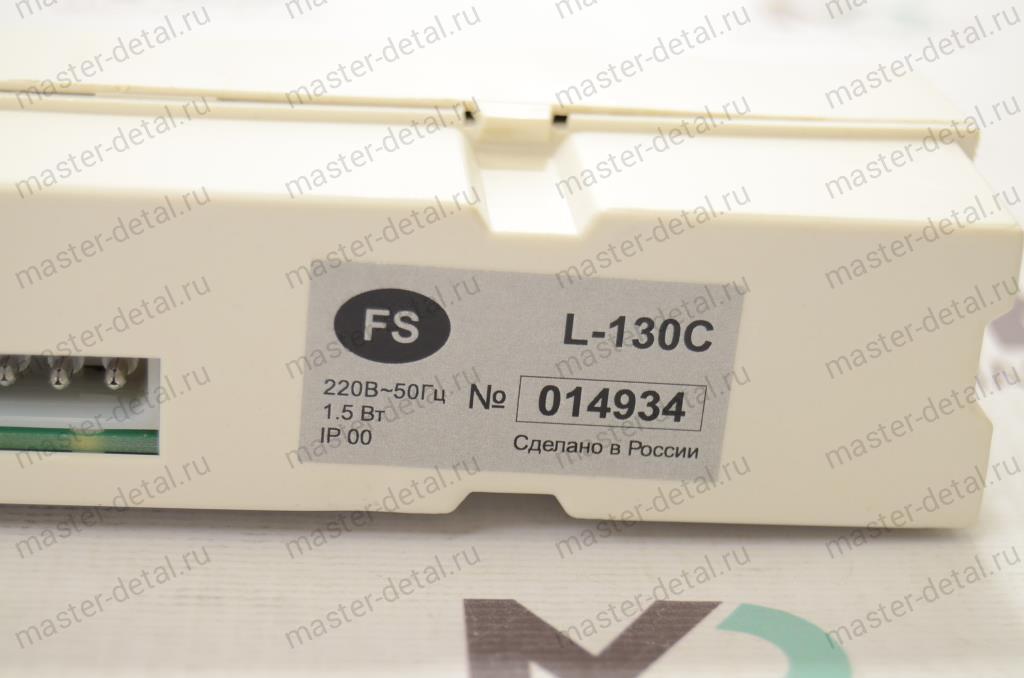 FS
L-130C
220В~50Гц
1.5 Вт
IP 00
№ 014934
Сделано в России
master-detal.ru